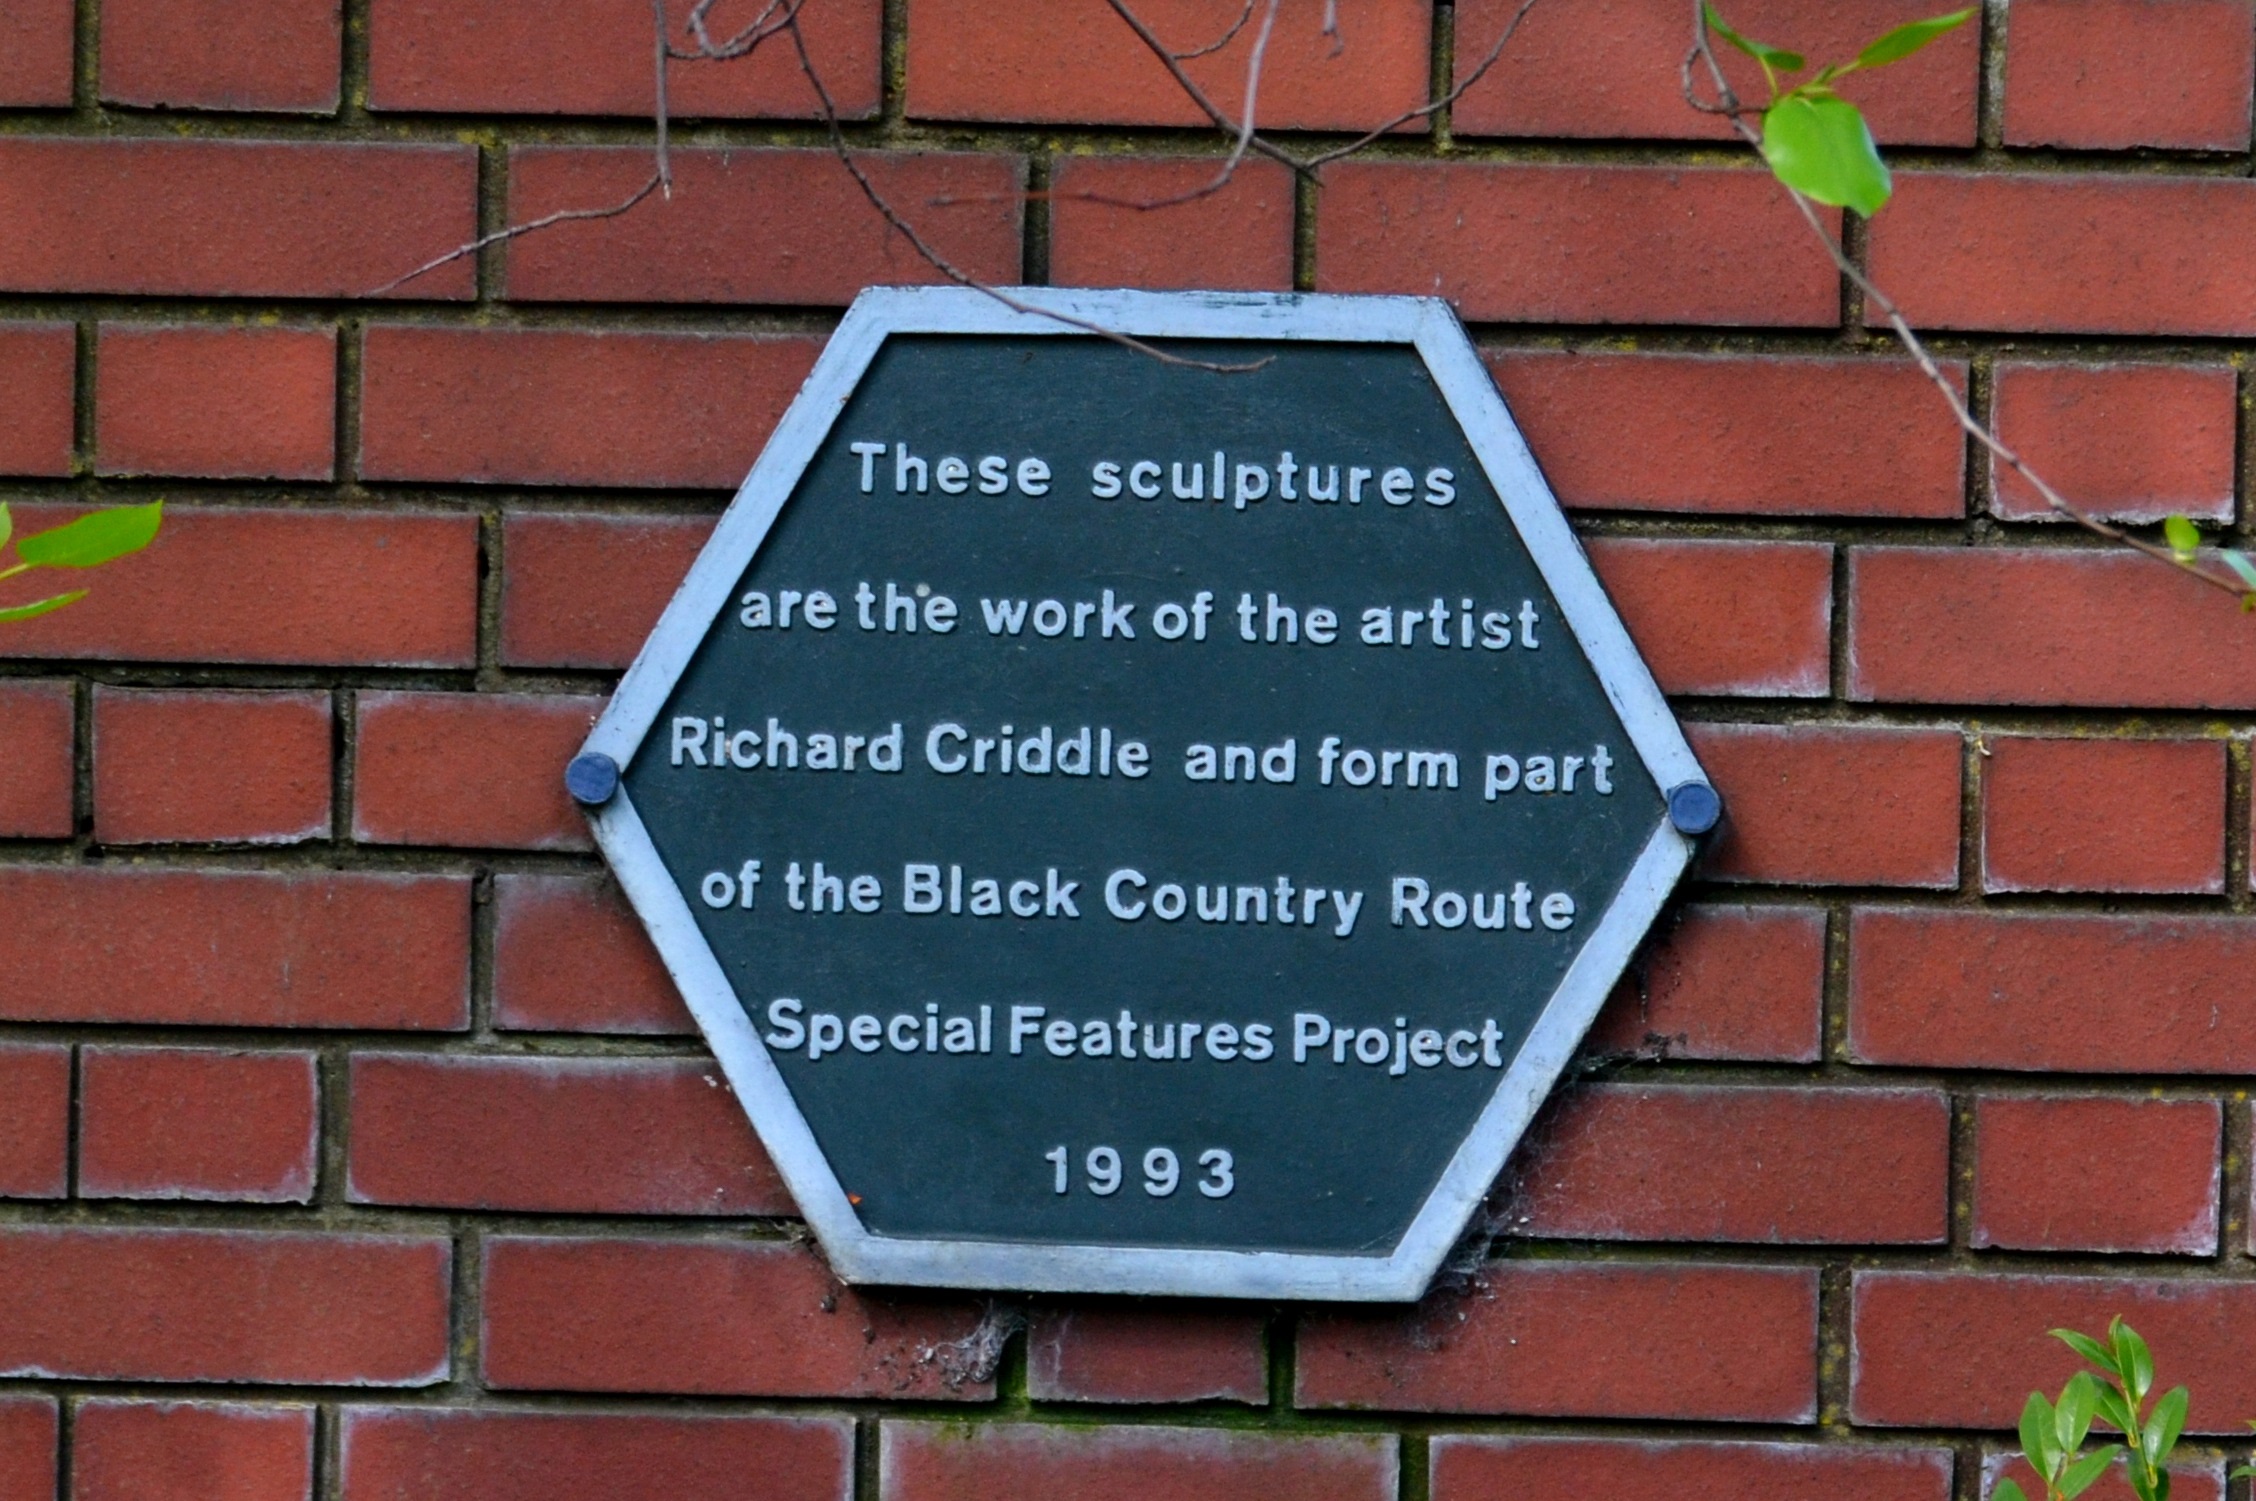 These sculptures
are the work of the artist
Richard Criddle and form part
of the Black Country Route
Special Features Project
1993